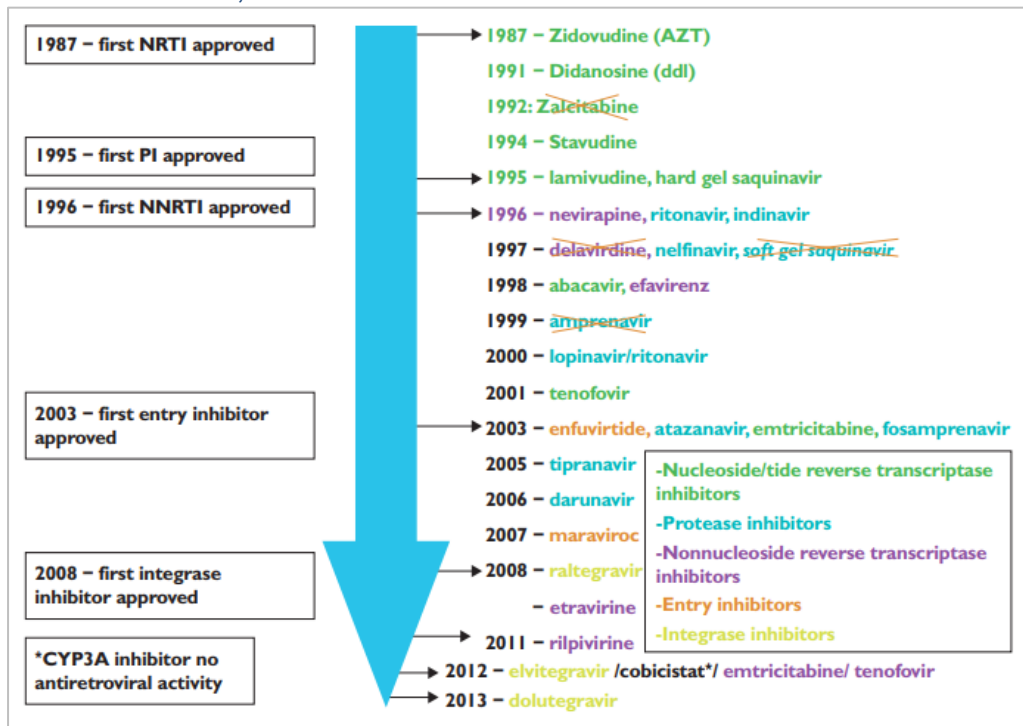 1987 – first NRTI approved
1995 – first PI approved
1996 – first NNRTI approved
2003 – first entry inhibitor
approved
2008 – first integrase
inhibitor approved
*CYP3A inhibitor no
antiretroviral activity
1987 – Zidovudine (AZT)
1991 – Didanosine (ddl)
1992: Zalcitabine
1994 – Stavudine
1995 – lamivudine, hard gel saquinavir
1996 – nevirapine, ritonavir, indinavir
1997 – delavirdine, nelfinavir, soft gel saquinavir
1998 – abacavir, efavirenz
1999 – amprenavir
2000 – lopinavir/ritonavir
2001 – tenofovir
2003 – enfuvirtide, atazanavir, emtricitabine, fosamprenavir
2005 – tipranavir
2006 – darunavir
2007 – maraviroc
2008 – raltegravir
– etravirine
2011 – rilpivirine
2012 – elvitegravir /cobicistat*/ emtricitabine/ tenofovir
2013 – dolutegravir
-Nucleoside/tide reverse transcriptase
inhibitors
-Protease inhibitors
-Nonnucleoside reverse transcriptase
inhibitors
-Entry inhibitors
-Integrase inhibitors